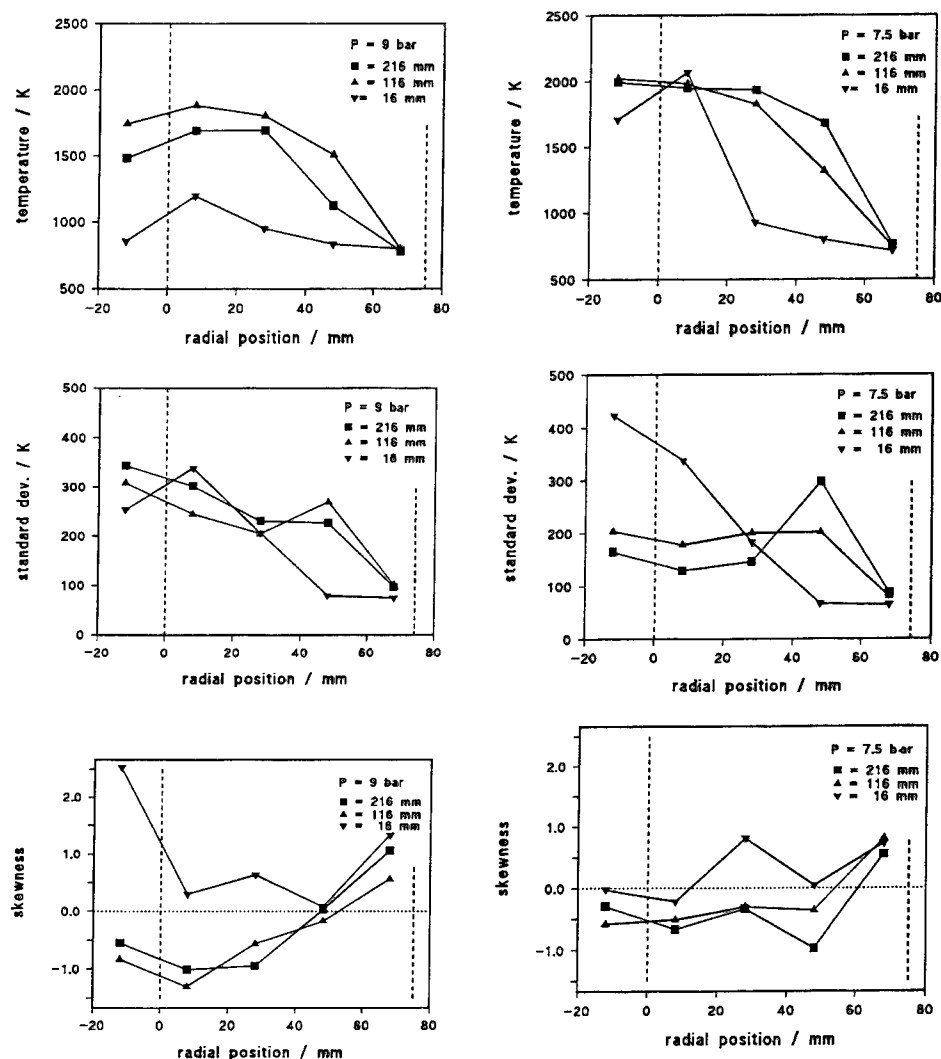 2500
2000
1500
1000
500
temperature / K
P = 9 bar
■ = 216 mm
▲ = 116 mm
▼ = 16 mm
−20 0 20 40 60 80
radial position / mm
2500
2000
1500
1000
500
temperature / K
P = 7.5 bar
■ = 216 mm
▲ = 116 mm
▼ = 16 mm
−20 0 20 40 60 80
radial position / mm
500
400
300
200
100
0
standard dev. / K
P = 9 bar
■ = 216 mm
▲ = 116 mm
▼ = 16 mm
−20 0 20 40 60 80
radial position / mm
500
400
300
200
100
0
standard dev. / K
P = 7.5 bar
■ = 216 mm
▲ = 116 mm
▼ = 16 mm
−20 0 20 40 60 80
radial position / mm
2.0
1.0
0.0
−1.0
skewness
P = 9 bar
■ = 216 mm
▲ = 116 mm
▼ = 16 mm
−20 0 20 40 60 80
radial position / mm
2.0
1.0
0.0
−1.0
skewness
P = 7.5 bar
■ = 216 mm
▲ = 116 mm
▼ = 16 mm
−20 0 20 40 60 80
radial position / mm